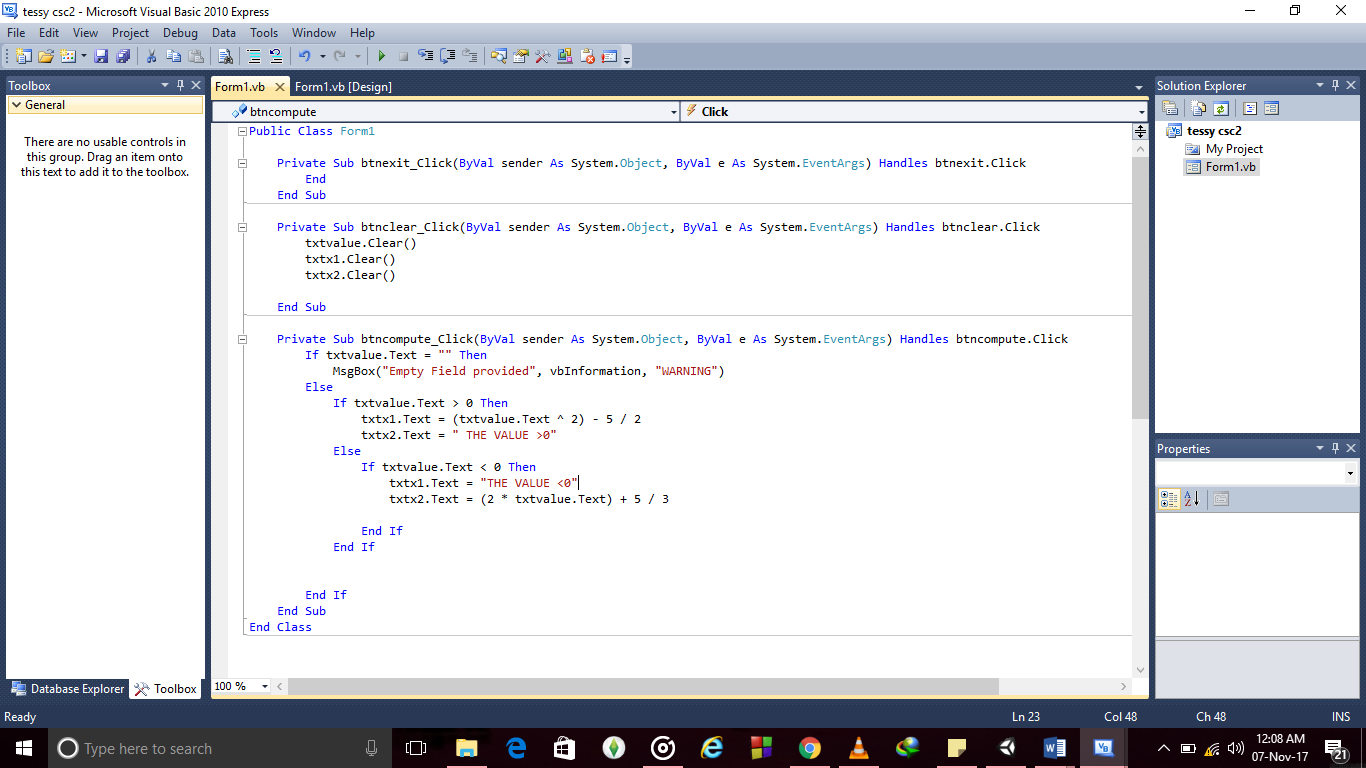 tessy csc2 - Microsoft Visual Basic 2010 Express
File Edit View Project Debug Data Tools Window Help
Toolbox
General
There are no usable controls in
this group. Drag an item onto
this text to add it to the toolbox.
Database Explorer Toolbox
Form1.vb Form1.vb [Design]
btncompute Click
Public Class Form1
Private Sub btnexit_Click(ByVal sender As System.Object, ByVal e As System.EventArgs) Handles btnexit.Click
End
End Sub
Private Sub btnclear_Click(ByVal sender As System.Object, ByVal e As System.EventArgs) Handles btnclear.Click
txtvalue.Clear()
txtx1.Clear()
txtx2.Clear()
End Sub
Private Sub btncompute_Click(ByVal sender As System.Object, ByVal e As System.EventArgs) Handles btncompute.Click
If txtvalue.Text = "" Then
MsgBox("Empty Field provided", vbInformation, "WARNING")
Else
If txtvalue.Text > 0 Then
txtx1.Text = (txtvalue.Text ^ 2) - 5 / 2
txtx2.Text = " THE VALUE >0"
Else
If txtvalue.Text < 0 Then
txtx1.Text = "THE VALUE <0"
txtx2.Text = (2 * txtvalue.Text) + 5 / 3
End If
End If
End If
End Sub
End Class
100 %
Solution Explorer
tessy csc2
My Project
Form1.vb
Properties
Ready Ln 23 Col 48 Ch 48 INS
Type here to search
12:08 AM
07-Nov-17
21